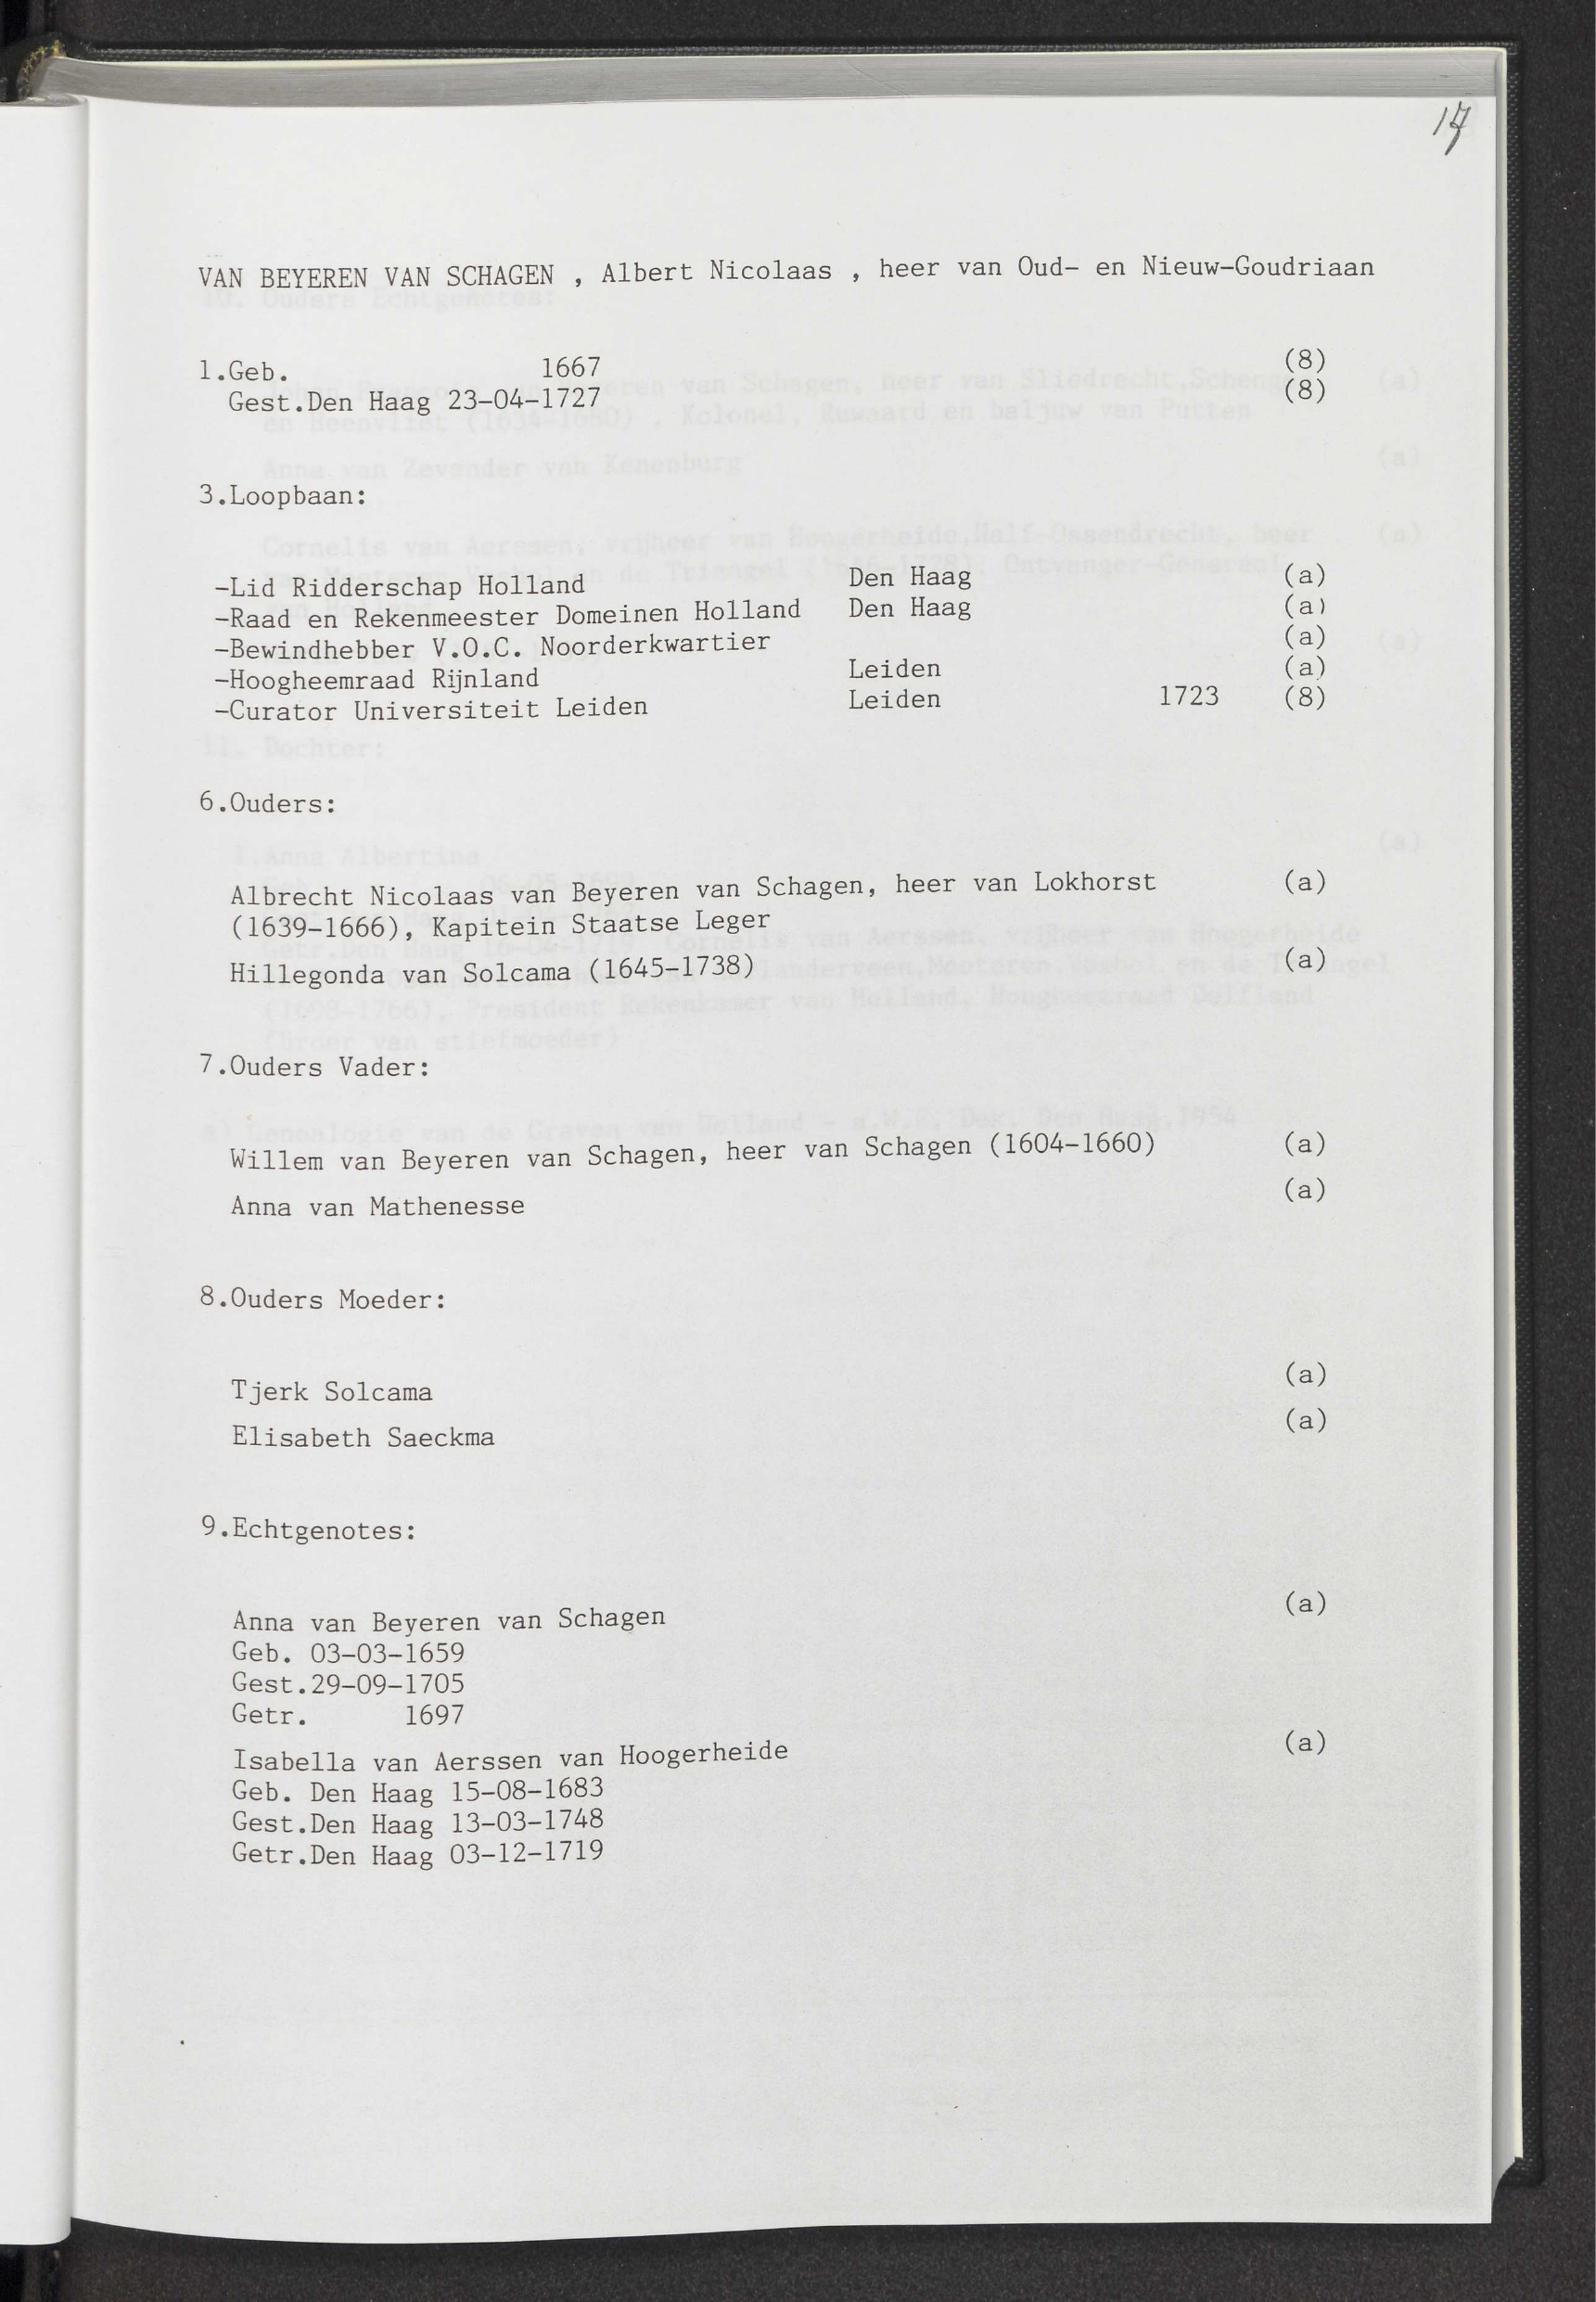 17
VAN BEYEREN VAN SCHAGEN , Albert Nicolaas , heer van Oud- en Nieuw-Goudriaan
1.Geb. 1667 (8)
Gest.Den Haag 23-04-1727 (8)
3.Loopbaan:
-Lid Ridderschap Holland Den Haag (a)
-Raad en Rekenmeester Domeinen Holland Den Haag (a)
-Bewindhebber V.O.C. Noorderkwartier (a)
-Hoogheemraad Rijnland Leiden (a)
-Curator Universiteit Leiden Leiden 1723 (8)
6.Ouders:
Albrecht Nicolaas van Beyeren van Schagen, heer van Lokhorst (a)
(1639-1666), Kapitein Staatse Leger
Hillegonda van Solcama (1645-1738) (a)
7.Ouders Vader:
Willem van Beyeren van Schagen, heer van Schagen (1604-1660) (a)
Anna van Mathenesse (a)
8.Ouders Moeder:
Tjerk Solcama (a)
Elisabeth Saeckma (a)
9.Echtgenotes:
Anna van Beyeren van Schagen (a)
Geb. 03-03-1659
Gest.29-09-1705
Getr. 1697
Isabella van Aerssen van Hoogerheide (a)
Geb. Den Haag 15-08-1683
Gest.Den Haag 13-03-1748
Getr.Den Haag 03-12-1719